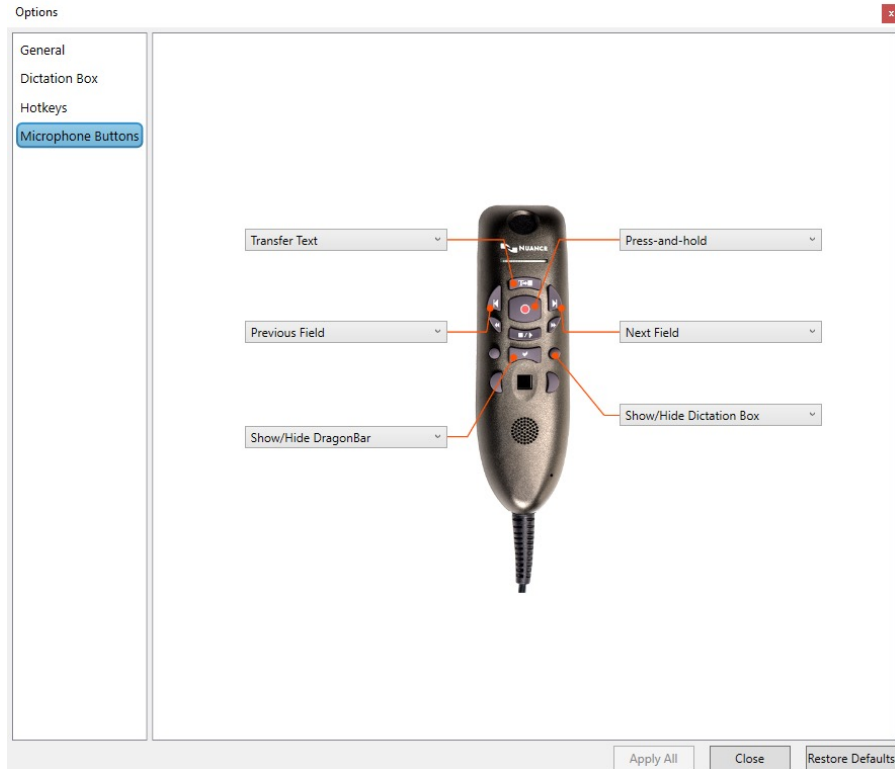 Options
x
General
Dictation Box
Hotkeys
Microphone Buttons
Transfer Text
Press-and-hold
NUANCE
Previous Field
Next Field
Show/Hide Dictation Box
Show/Hide DragonBar
Apply All
Close
Restore Defaults